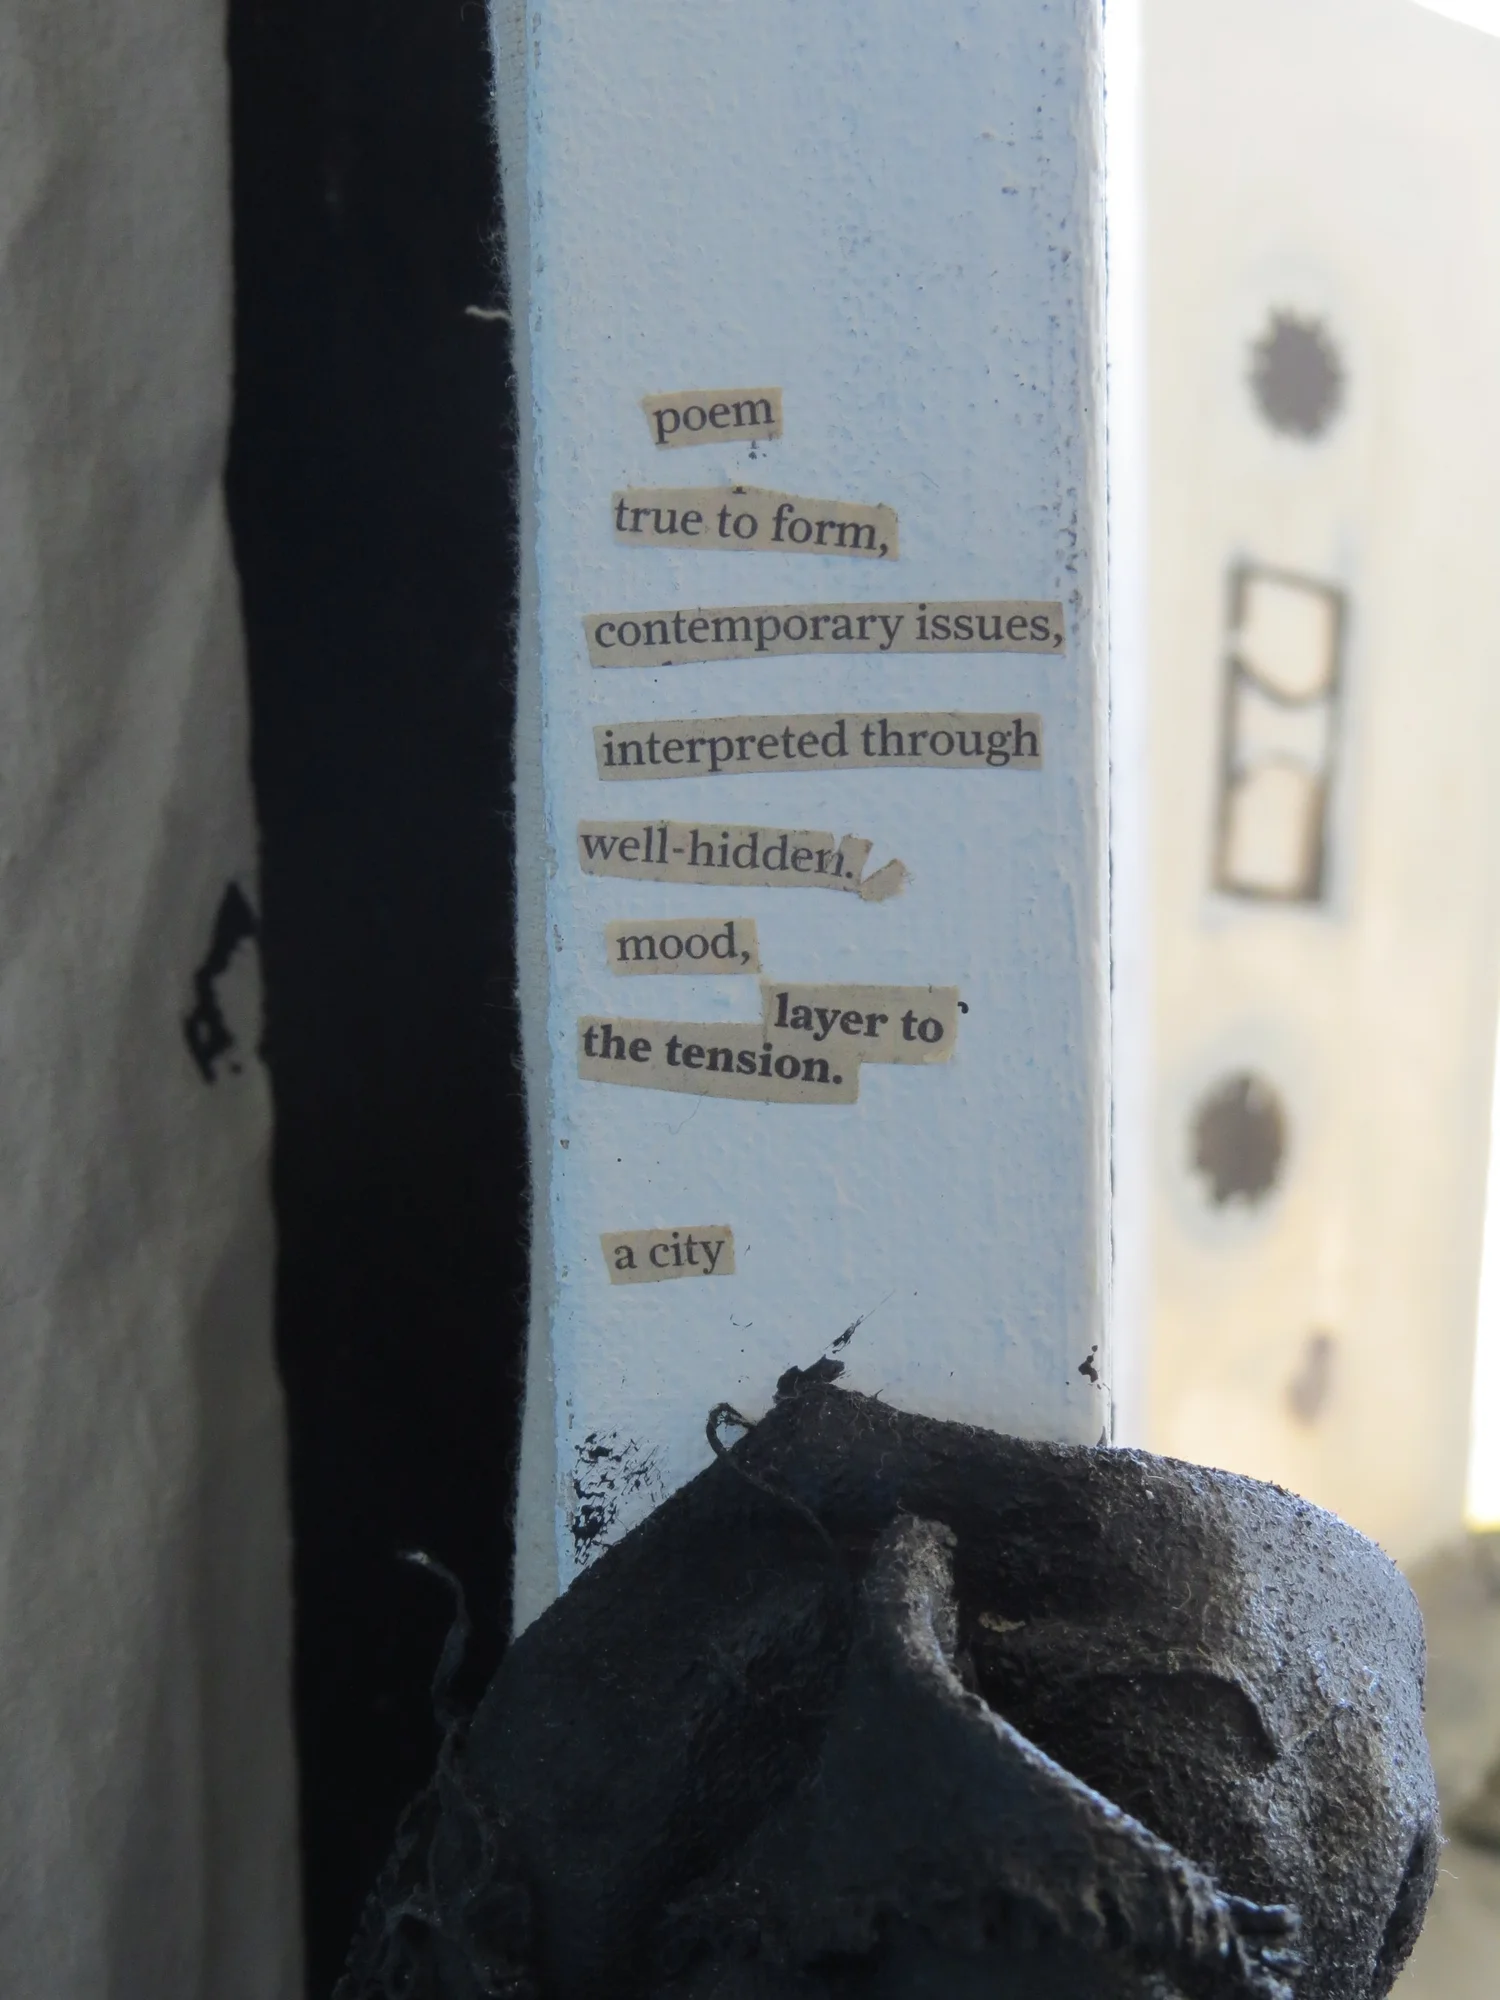 poem
true to form,
contemporary issues,
interpreted through
well-hidden.
mood,
layer to
the tension.
a city